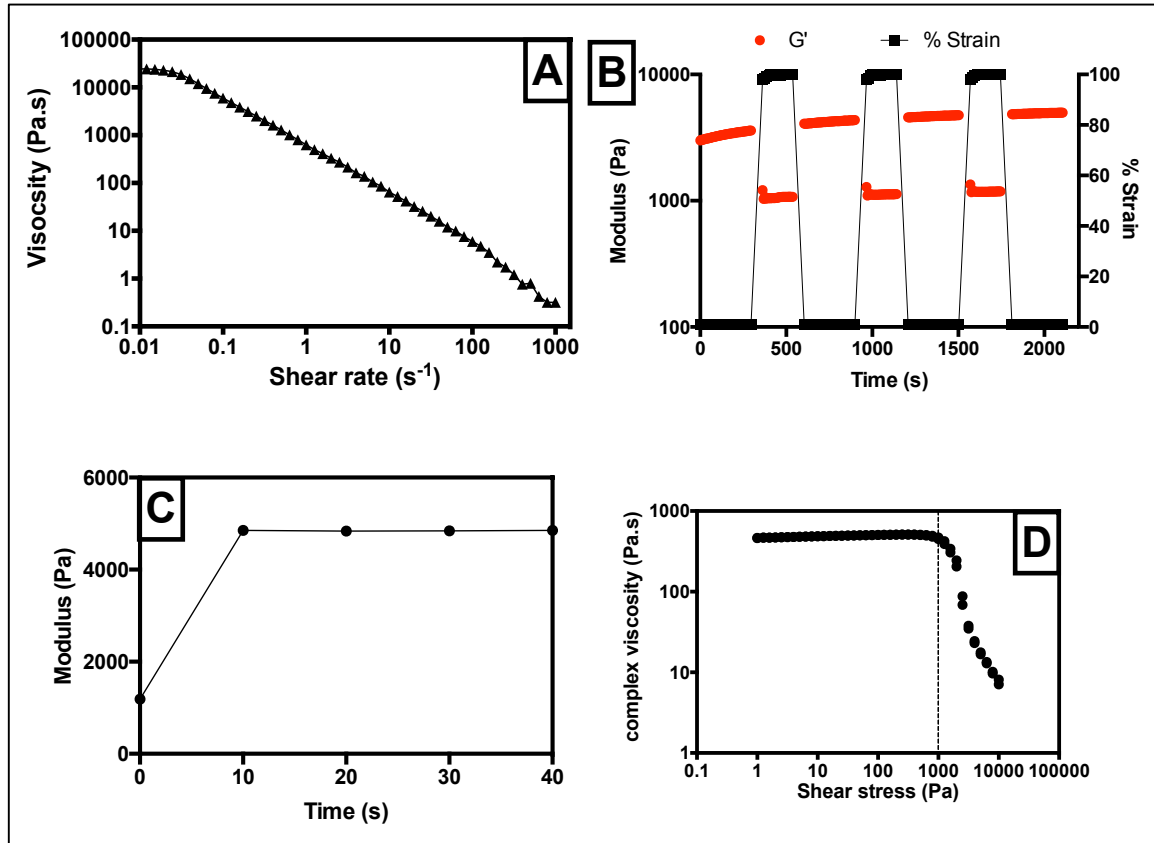 A
Visocsity (Pa.s)
100000
10000
1000
100
10
1
0.1
0.01 0.1 1 10 100 1000
Shear rate (s⁻¹)
B
G' % Strain
Modulus (Pa)
10000
1000
100
100
80
60
40
20
0
% Strain
0 500 1000 1500 2000
Time (s)
C
Modulus (Pa)
6000
4000
2000
0
0 10 20 30 40
Time (s)
D
complex viscosity (Pa.s)
1000
100
10
1
0.1 1 10 100 1000 10000 100000
Shear stress (Pa)